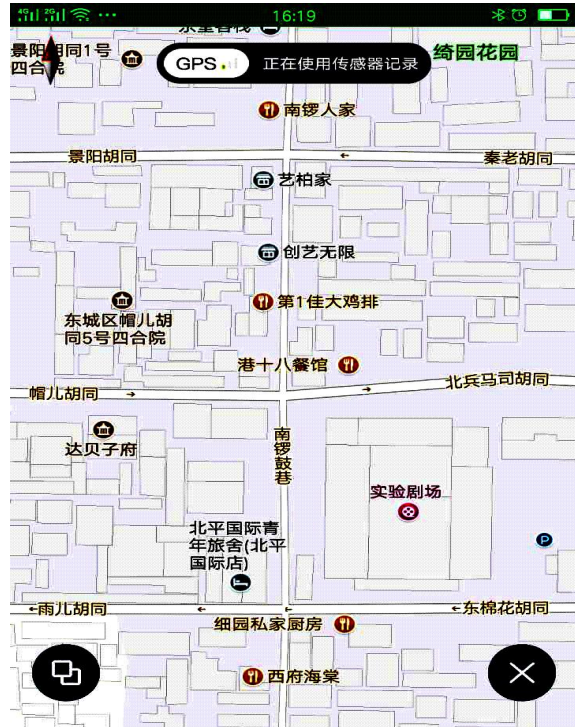 4G 2G ··· 16:19
东堂客栈
景阳胡同1号
四合院
GPS 正在使用传感器记录
绮园花园
南锣人家
景阳胡同
秦老胡同
艺柏家
创艺无限
第1佳大鸡排
东城区帽儿胡
同5号四合院
港十八餐馆
北兵马司胡同
帽儿胡同
南锣鼓巷
达贝子府
实验剧场
北平国际青
年旅舍(北平
国际店)
P
雨儿胡同
东棉花胡同
细园私家厨房
西府海棠